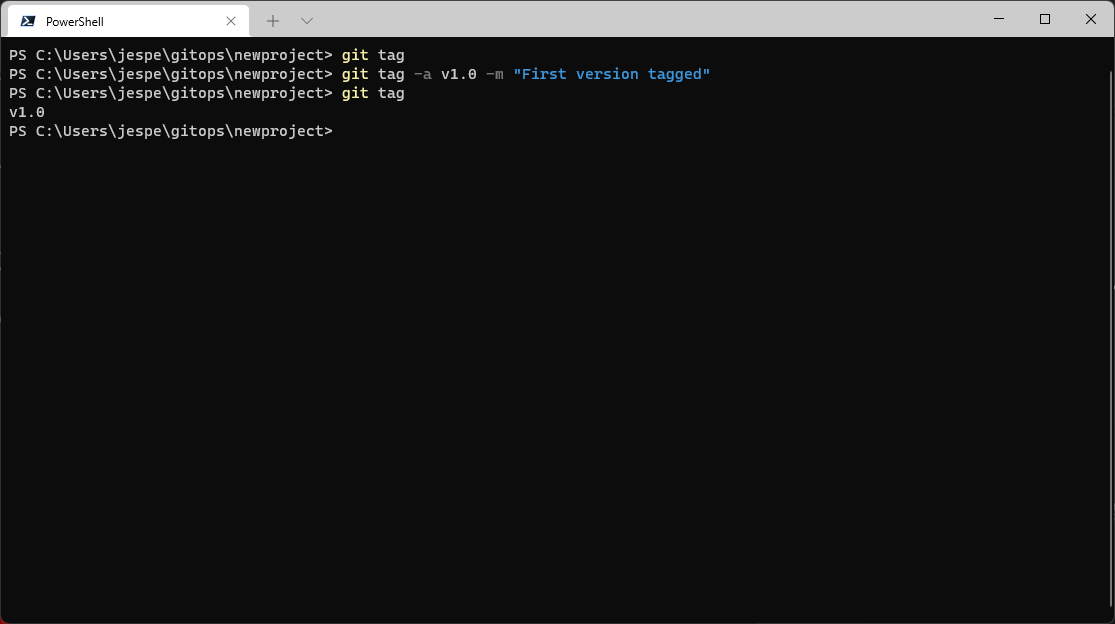 PowerShell
PS C:\Users\jespe\gitops\newproject> git tag
PS C:\Users\jespe\gitops\newproject> git tag -a v1.0 -m "First version tagged"
PS C:\Users\jespe\gitops\newproject> git tag
v1.0
PS C:\Users\jespe\gitops\newproject>